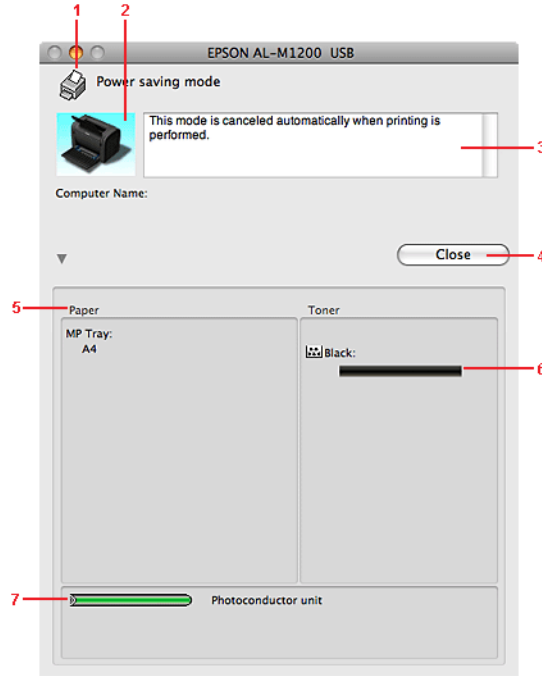 1 2
EPSON AL-M1200 USB
Power saving mode
This mode is canceled automatically when printing is
performed.
3
Computer Name:
Close 4
5 Paper Toner
MP Tray:
A4
Black:
6
7 Photoconductor unit